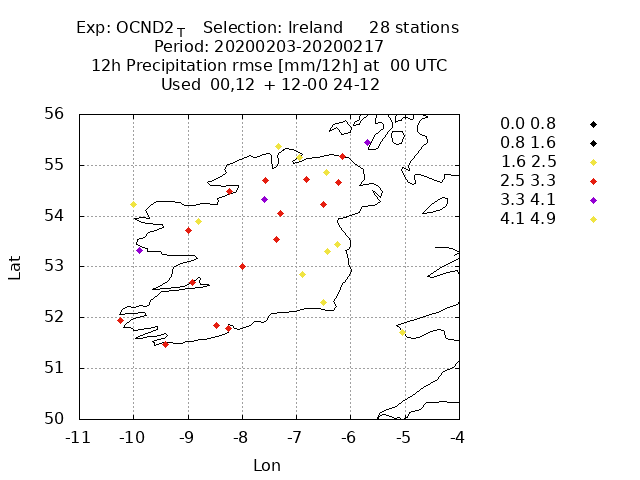 Exp: OCND2T Selection: Ireland 28 stations
Period: 20200203-20200217
12h Precipitation rmse [mm/12h] at 00 UTC
Used 00,12 + 12-00 24-12
56
55
54
53
52
51
50
-11 -10 -9 -8 -7 -6 -5 -4
Lat
Lon
0.0 0.8
0.8 1.6
1.6 2.5
2.5 3.3
3.3 4.1
4.1 4.9